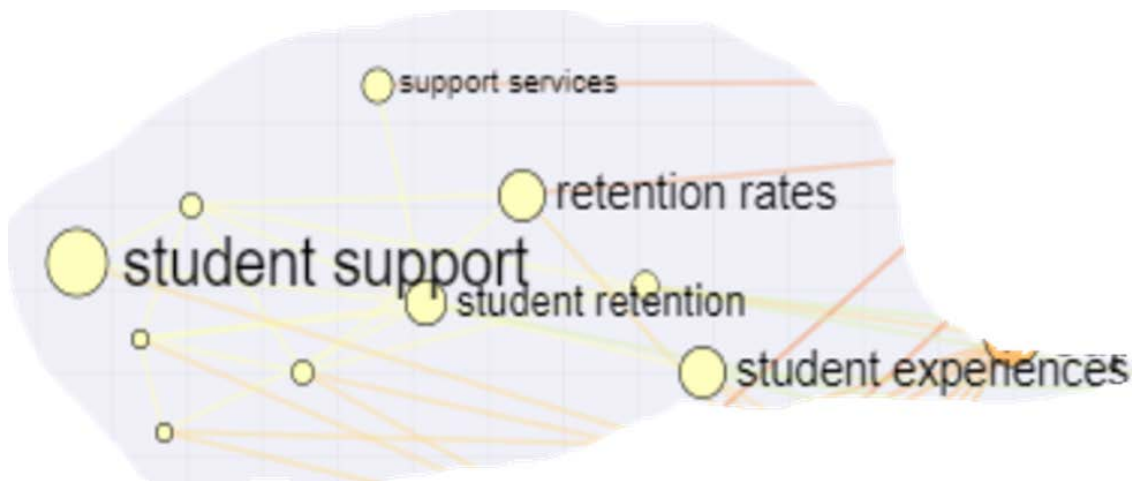 support services
retention rates
student support
student retention
student experiences